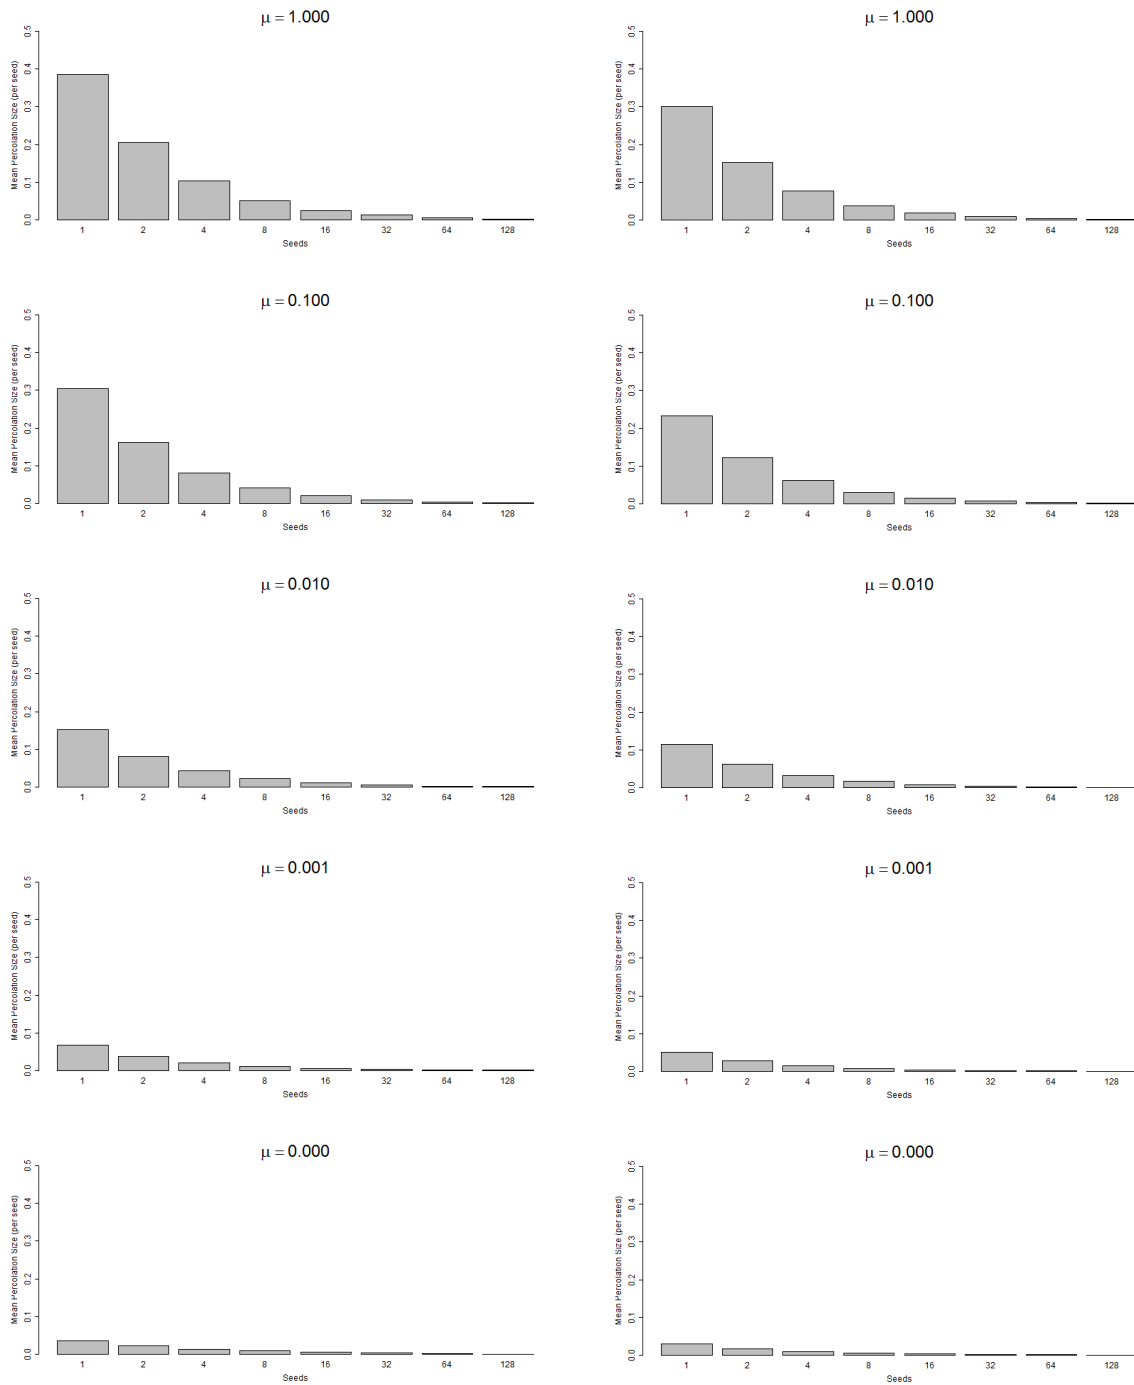 μ = 1.000
Mean Percolation Size (per seed)
0.0 0.1 0.2 0.3 0.4 0.5
1 2 4 8 16 32 64 128
Seeds
μ = 1.000
Mean Percolation Size (per seed)
0.0 0.1 0.2 0.3 0.4 0.5
1 2 4 8 16 32 64 128
Seeds
μ = 0.100
Mean Percolation Size (per seed)
0.0 0.1 0.2 0.3 0.4 0.5
1 2 4 8 16 32 64 128
Seeds
μ = 0.100
Mean Percolation Size (per seed)
0.0 0.1 0.2 0.3 0.4 0.5
1 2 4 8 16 32 64 128
Seeds
μ = 0.010
Mean Percolation Size (per seed)
0.0 0.1 0.2 0.3 0.4 0.5
1 2 4 8 16 32 64 128
Seeds
μ = 0.010
Mean Percolation Size (per seed)
0.0 0.1 0.2 0.3 0.4 0.5
1 2 4 8 16 32 64 128
Seeds
μ = 0.001
Mean Percolation Size (per seed)
0.0 0.1 0.2 0.3 0.4 0.5
1 2 4 8 16 32 64 128
Seeds
μ = 0.001
Mean Percolation Size (per seed)
0.0 0.1 0.2 0.3 0.4 0.5
1 2 4 8 16 32 64 128
Seeds
μ = 0.000
Mean Percolation Size (per seed)
0.0 0.1 0.2 0.3 0.4 0.5
1 2 4 8 16 32 64 128
Seeds
μ = 0.000
Mean Percolation Size (per seed)
0.0 0.1 0.2 0.3 0.4 0.5
1 2 4 8 16 32 64 128
Seeds